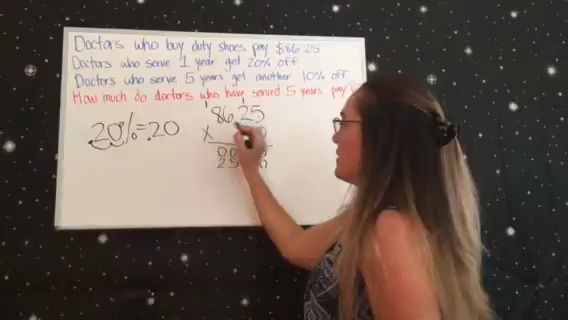 Doctors who buy duty shoes pay $86.25
Doctors who serve 1 year get 20% off
Doctors who serve 5 years get another 10% off
How much do doctors who have served 5 years pay
20%=.20
1 1
86.25
X
00
25